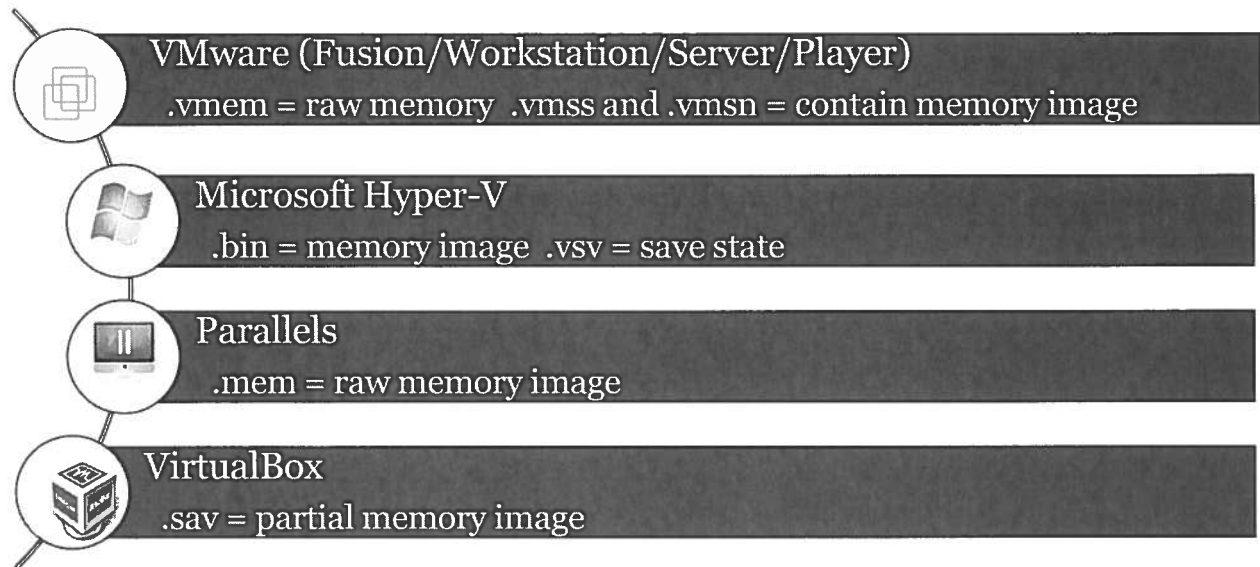 VMware (Fusion/Workstation/Server/Player)
.vmem = raw memory .vmss and .vmsn = contain memory image
Microsoft Hyper-V
.bin = memory image .vsv = save state
Parallels
.mem = raw memory image
VirtualBox
.sav = partial memory image